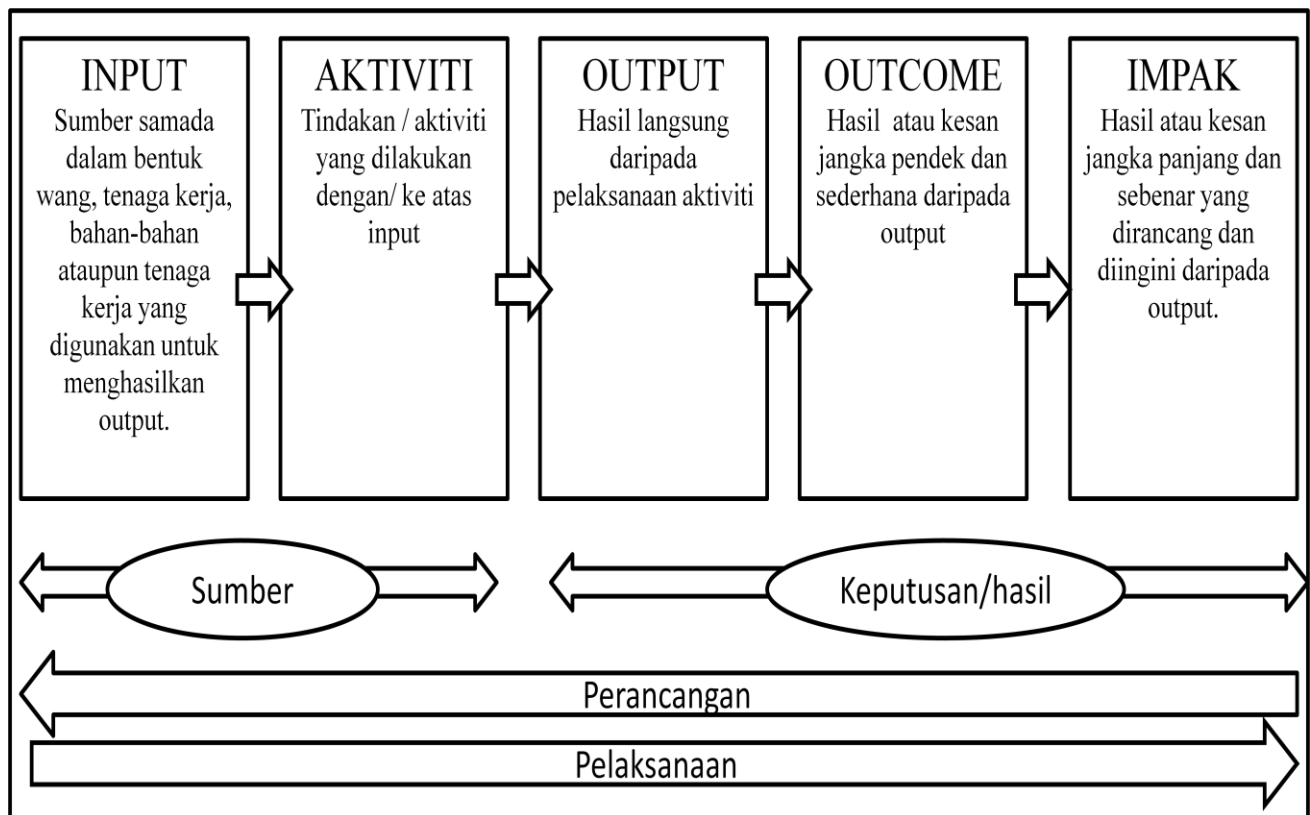 INPUT
Sumber samada
dalam bentuk
wang, tenaga kerja,
bahan-bahan
ataupun tenaga
kerja yang
digunakan untuk
menghasilkan
output.
AKTIVITI
Tindakan / aktiviti
yang dilakukan
dengan/ ke atas
input
OUTPUT
Hasil langsung
daripada
pelaksanaan aktiviti
OUTCOME
Hasil atau kesan
jangka pendek dan
sederhana daripada
output
IMPAK
Hasil atau kesan
jangka panjang dan
sebenar yang
dirancang dan
diingini daripada
output.
Sumber
Keputusan/hasil
Perancangan
Pelaksanaan